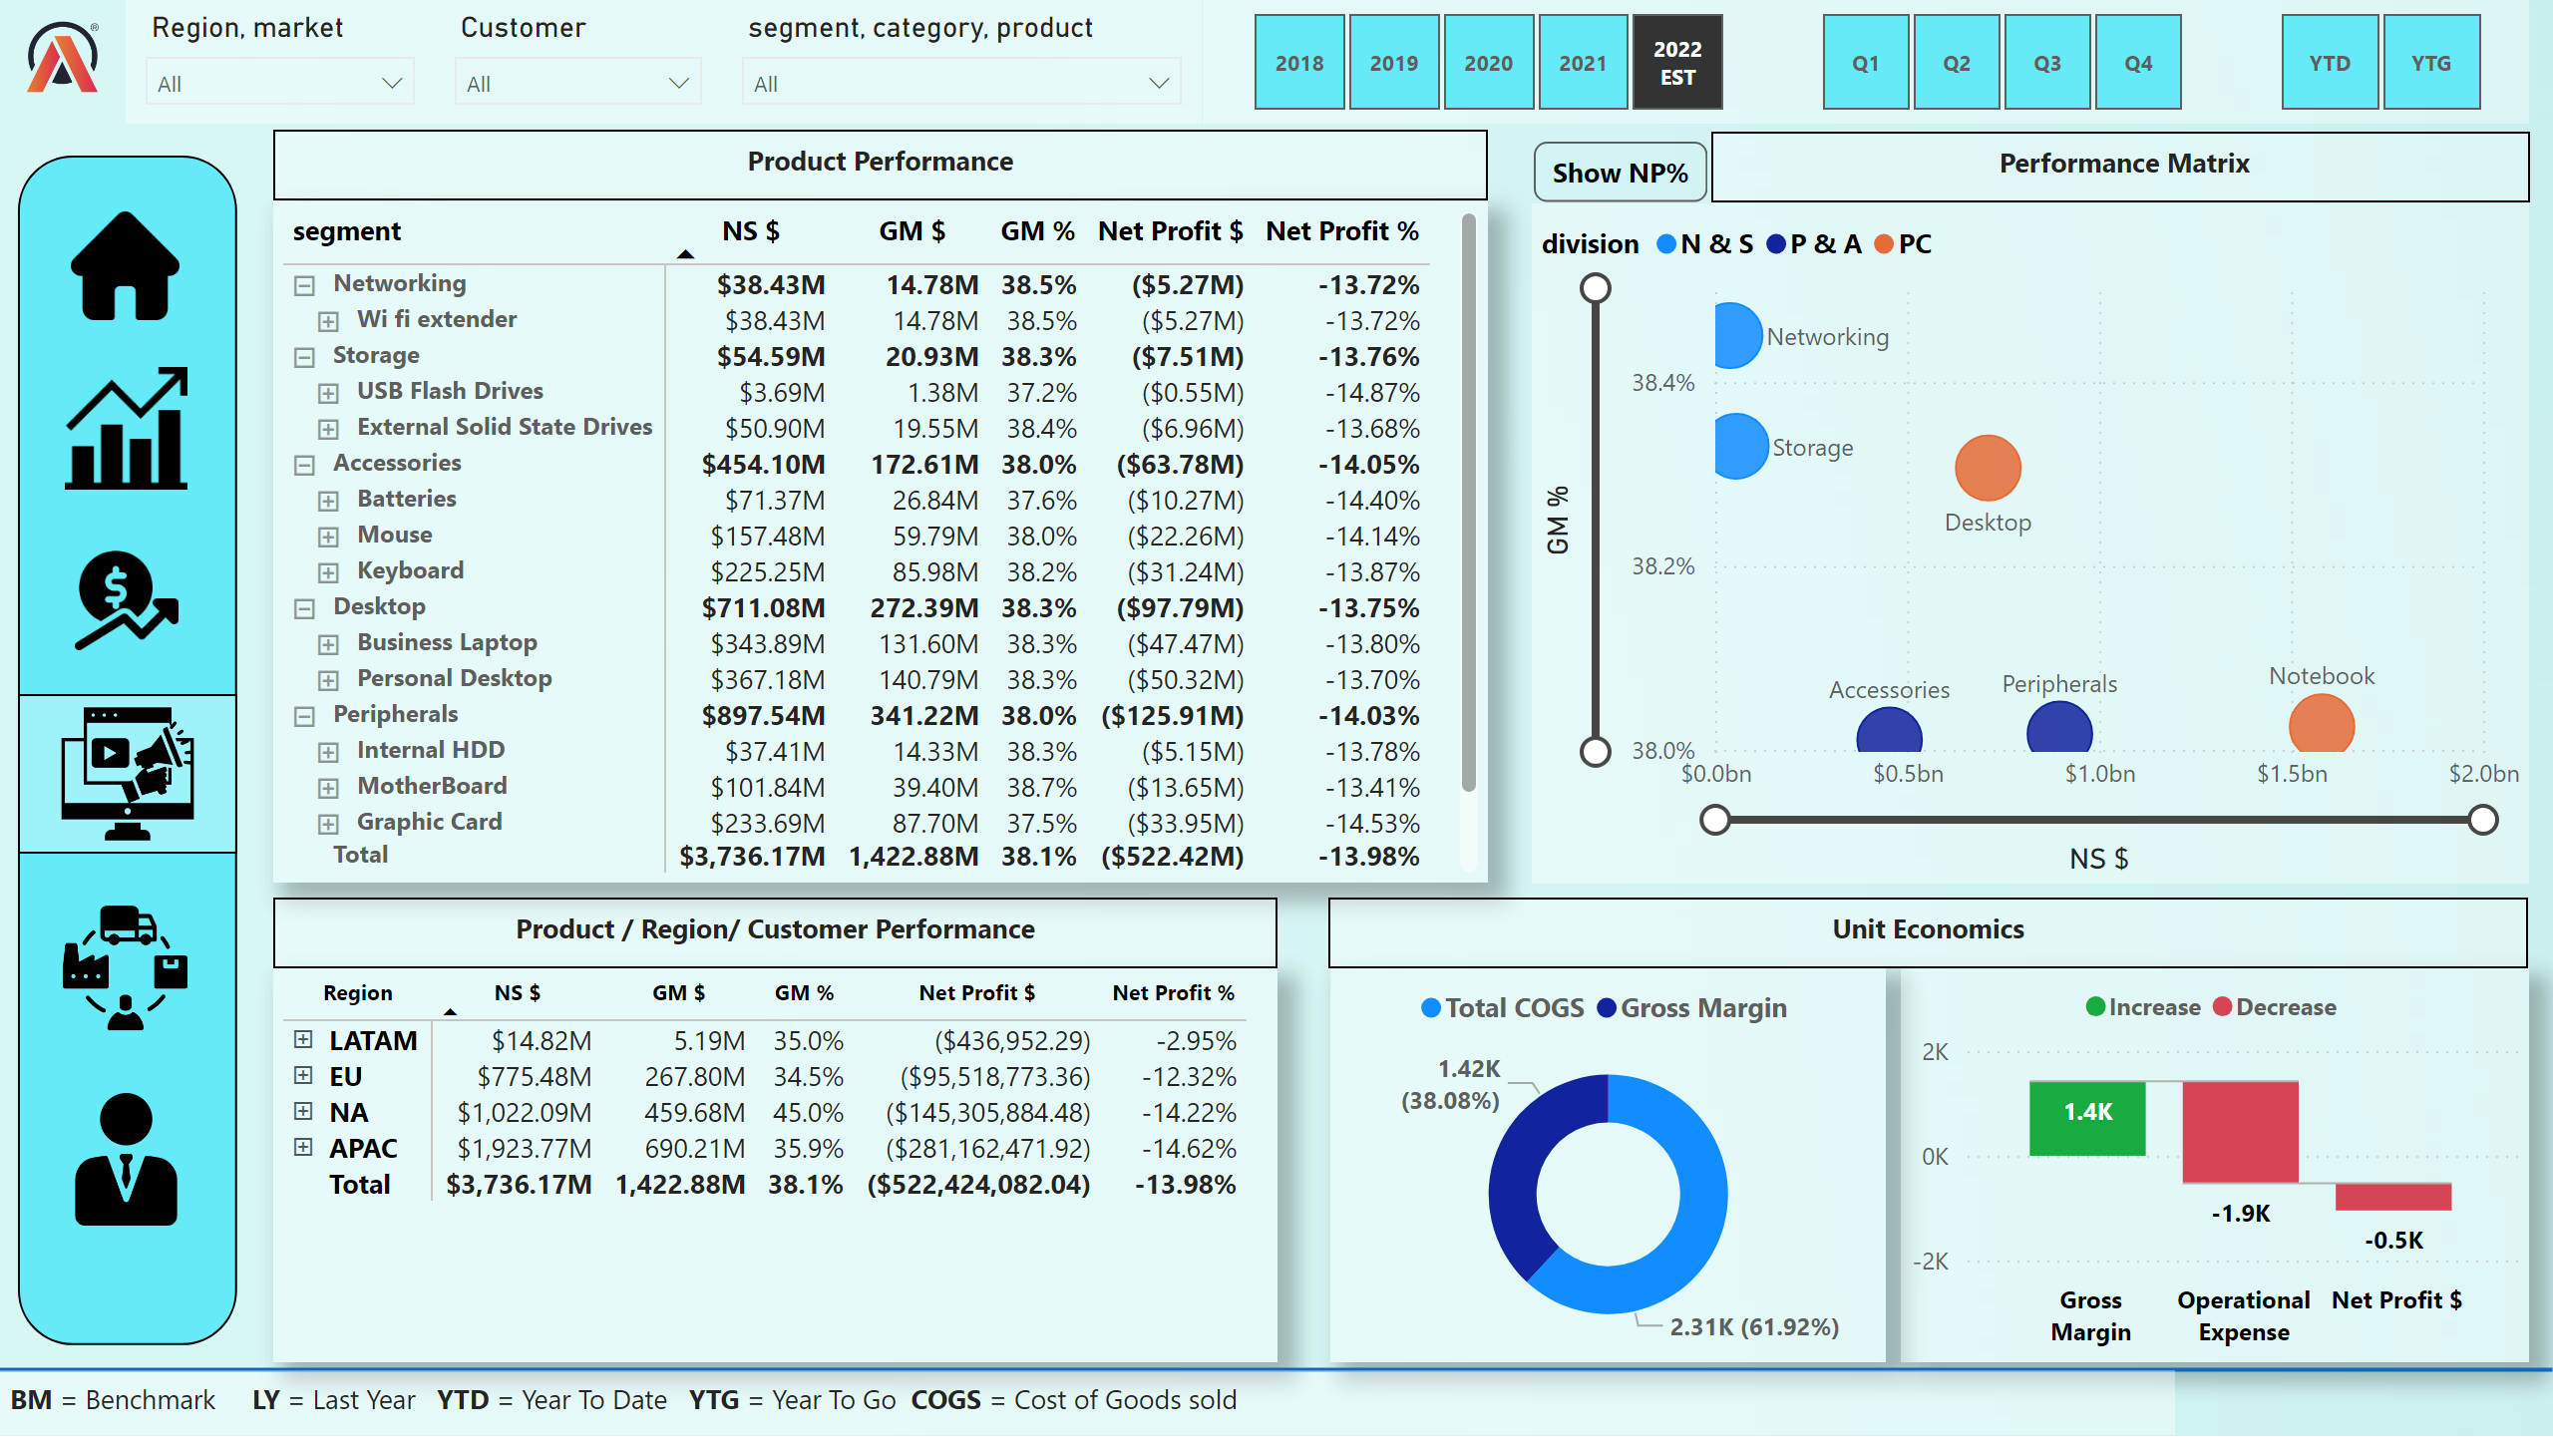 Region, market
Customer
segment, category, product
All
All
All
2018
2019
2020
2021
2022
EST
Q1
Q2
Q3
Q4
YTD
YTG
®
Product Performance
segment NS $ GM $ GM % Net Profit $ Net Profit %
Networking $38.43M 14.78M 38.5% ($5.27M) -13.72%
Wi fi extender $38.43M 14.78M 38.5% ($5.27M) -13.72%
Storage $54.59M 20.93M 38.3% ($7.51M) -13.76%
USB Flash Drives $3.69M 1.38M 37.2% ($0.55M) -14.87%
External Solid State Drives $50.90M 19.55M 38.4% ($6.96M) -13.68%
Accessories $454.10M 172.61M 38.0% ($63.78M) -14.05%
Batteries $71.37M 26.84M 37.6% ($10.27M) -14.40%
Mouse $157.48M 59.79M 38.0% ($22.26M) -14.14%
Keyboard $225.25M 85.98M 38.2% ($31.24M) -13.87%
Desktop $711.08M 272.39M 38.3% ($97.79M) -13.75%
Business Laptop $343.89M 131.60M 38.3% ($47.47M) -13.80%
Personal Desktop $367.18M 140.79M 38.3% ($50.32M) -13.70%
Peripherals $897.54M 341.22M 38.0% ($125.91M) -14.03%
Internal HDD $37.41M 14.33M 38.3% ($5.15M) -13.78%
MotherBoard $101.84M 39.40M 38.7% ($13.65M) -13.41%
Graphic Card $233.69M 87.70M 37.5% ($33.95M) -14.53%
Total $3,736.17M 1,422.88M 38.1% ($522.42M) -13.98%
Show NP%
Performance Matrix
division N & S P & A PC
Networking
38.4%
Storage
Desktop
GM %
38.2%
Notebook
Peripherals
Accessories
38.0%
$0.0bn $0.5bn $1.0bn $1.5bn $2.0bn
NS $
Product / Region/ Customer Performance
Region NS $ GM $ GM % Net Profit $ Net Profit %
LATAM $14.82M 5.19M 35.0% ($436,952.29) -2.95%
EU $775.48M 267.80M 34.5% ($95,518,773.36) -12.32%
NA $1,022.09M 459.68M 45.0% ($145,305,884.48) -14.22%
APAC $1,923.77M 690.21M 35.9% ($281,162,471.92) -14.62%
Total $3,736.17M 1,422.88M 38.1% ($522,424,082.04) -13.98%
Unit Economics
Total COGS Gross Margin
1.42K
(38.08%)
2.31K (61.92%)
Increase Decrease
2K
1.4K
0K
-1.9K
-0.5K
-2K
Gross
Margin
Operational
Expense
Net Profit $
BM = Benchmark LY = Last Year YTD = Year To Date YTG = Year To Go COGS = Cost of Goods sold